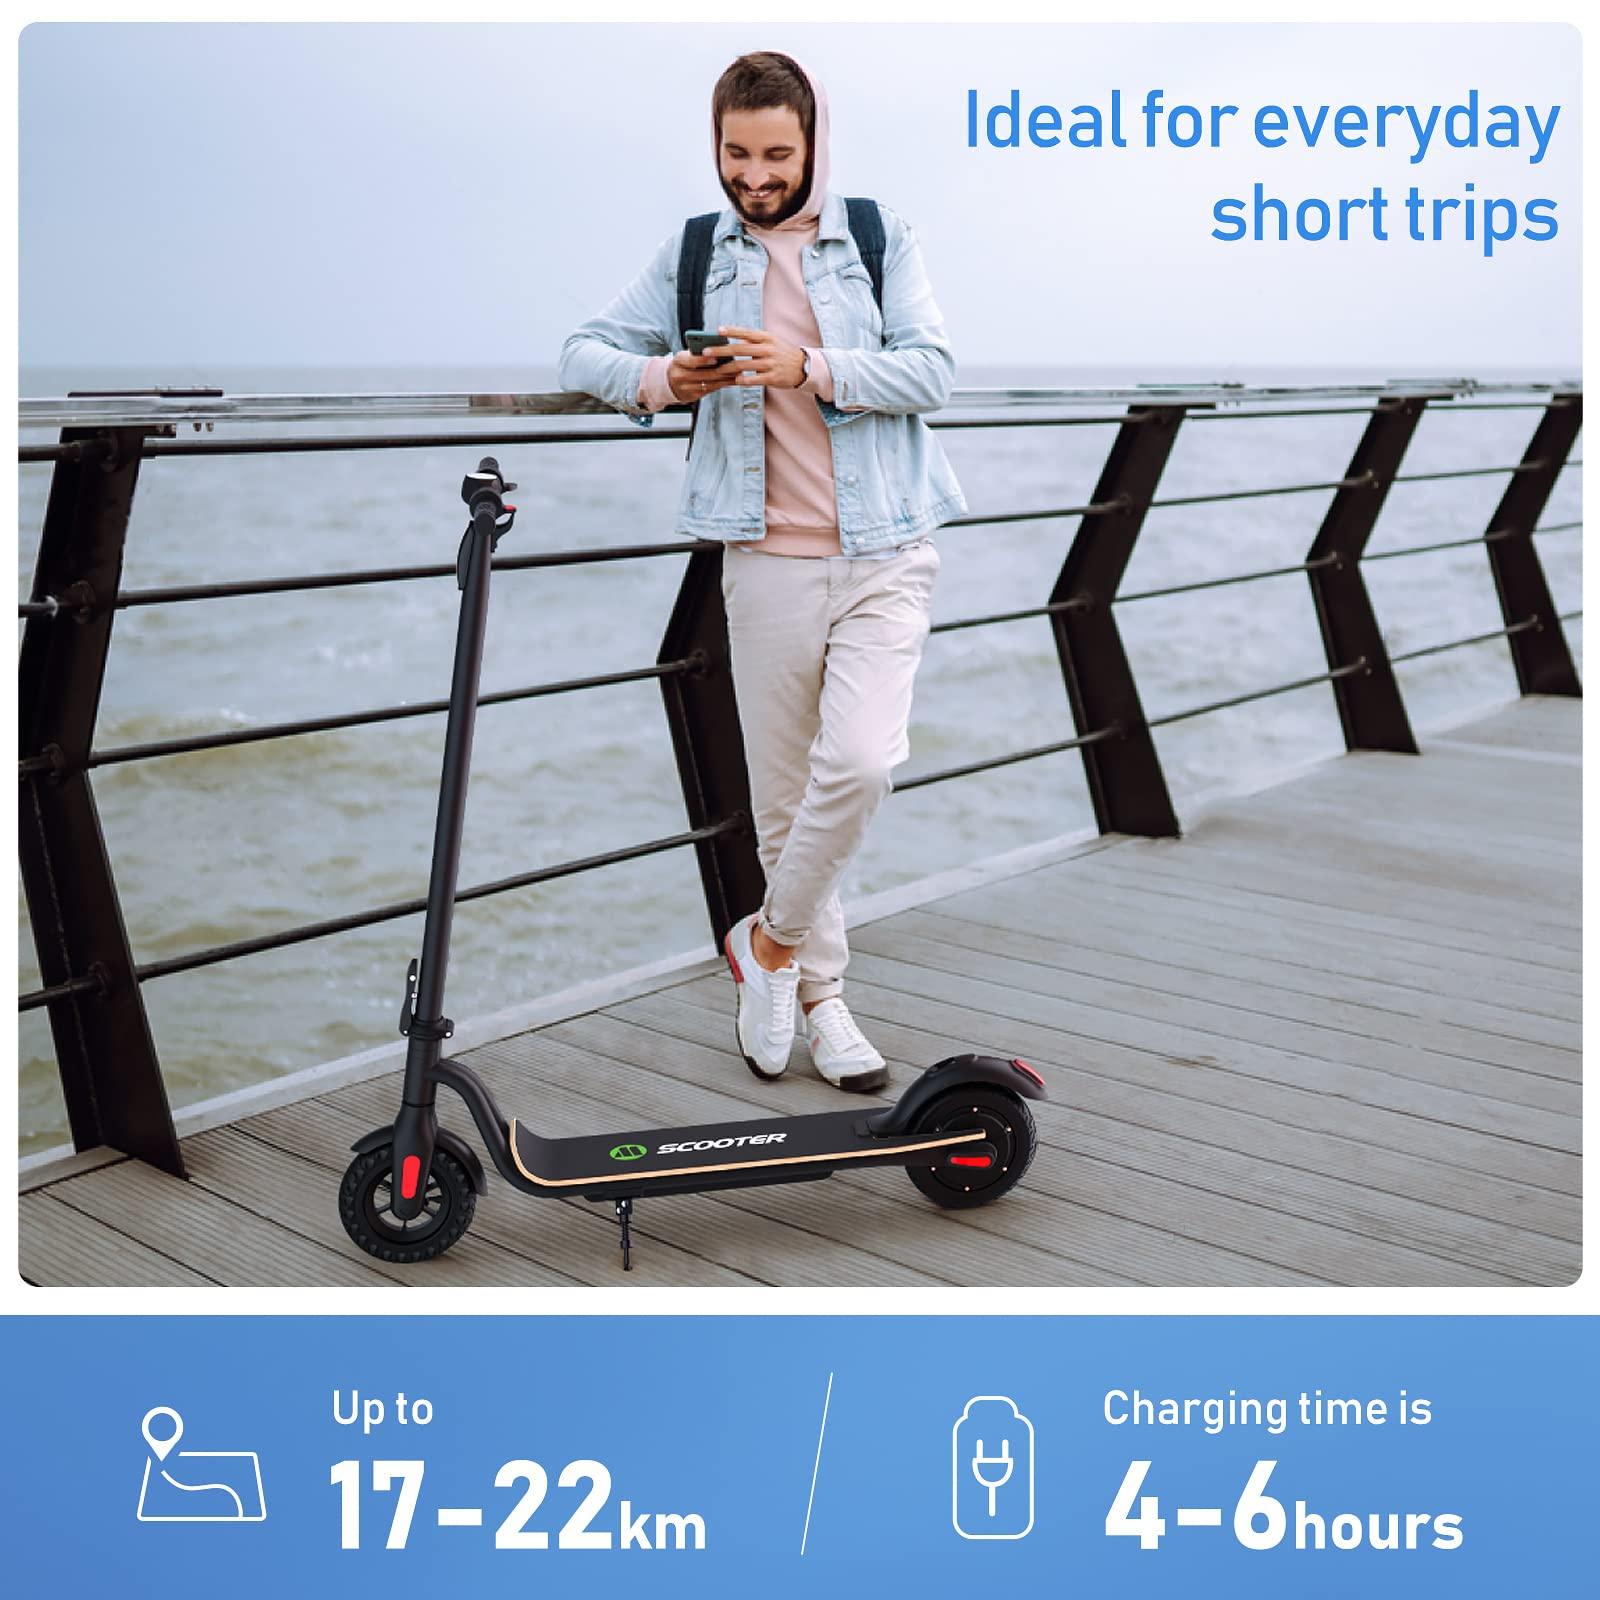 Ideal for everyday
short trips
SCOOTER
Up to
17-22km
Charging time is
4-6hours